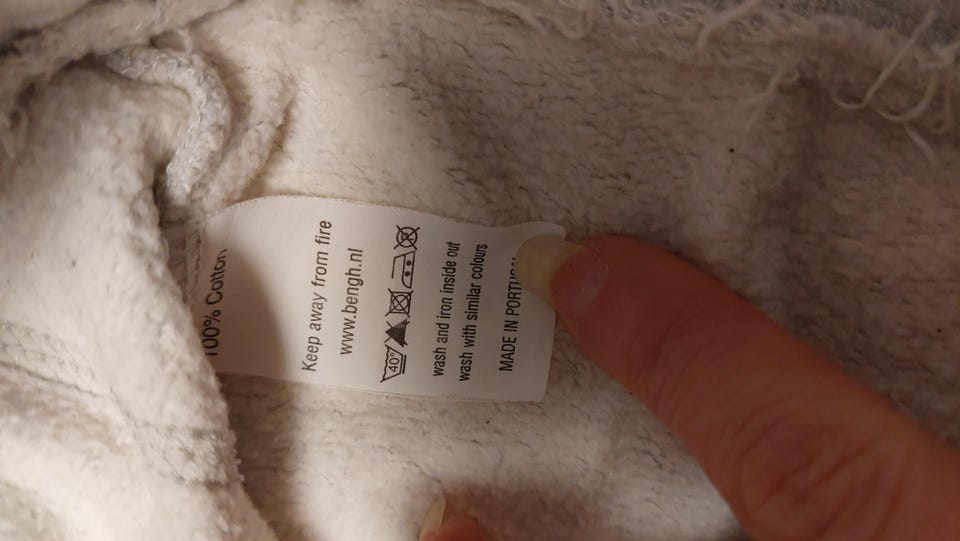 100% Cotton
Keep away from fire
www.bengh.nl
40°
wash and iron inside out
wash with similar colours
MADE IN